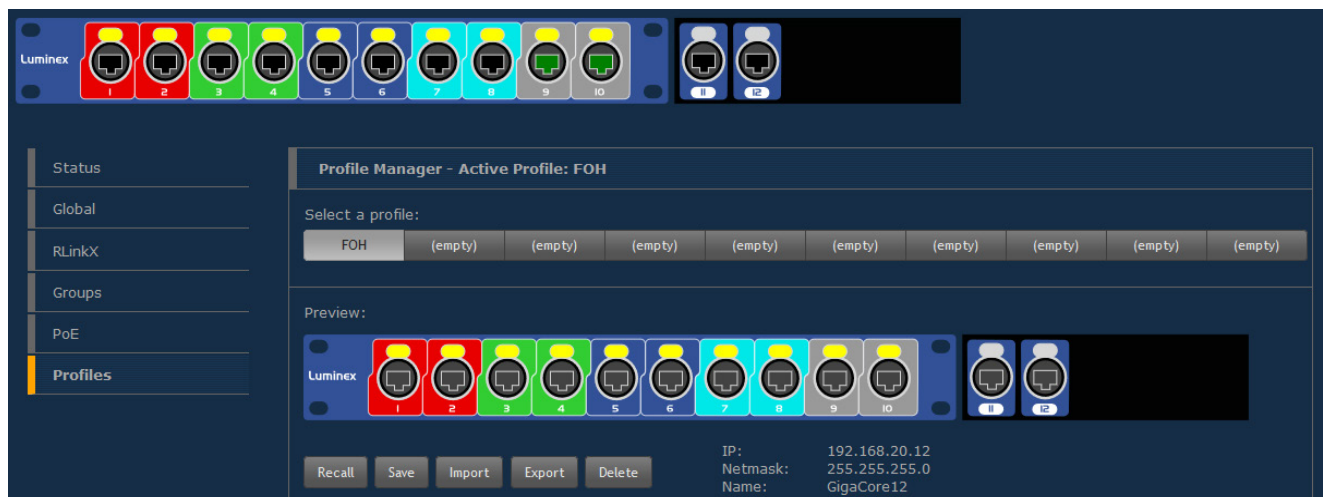 Luminex 1 2 3 4 5 6 7 8 9 10 11 12
Status
Global
RLinkX
Groups
PoE
Profiles
Profile Manager - Active Profile: FOH
Select a profile:
FOH (empty) (empty) (empty) (empty) (empty) (empty) (empty) (empty) (empty)
Preview:
Luminex 1 2 3 4 5 6 7 8 9 10 11 12
Recall Save Import Export Delete
IP: 192.168.20.12
Netmask: 255.255.255.0
Name: GigaCore12